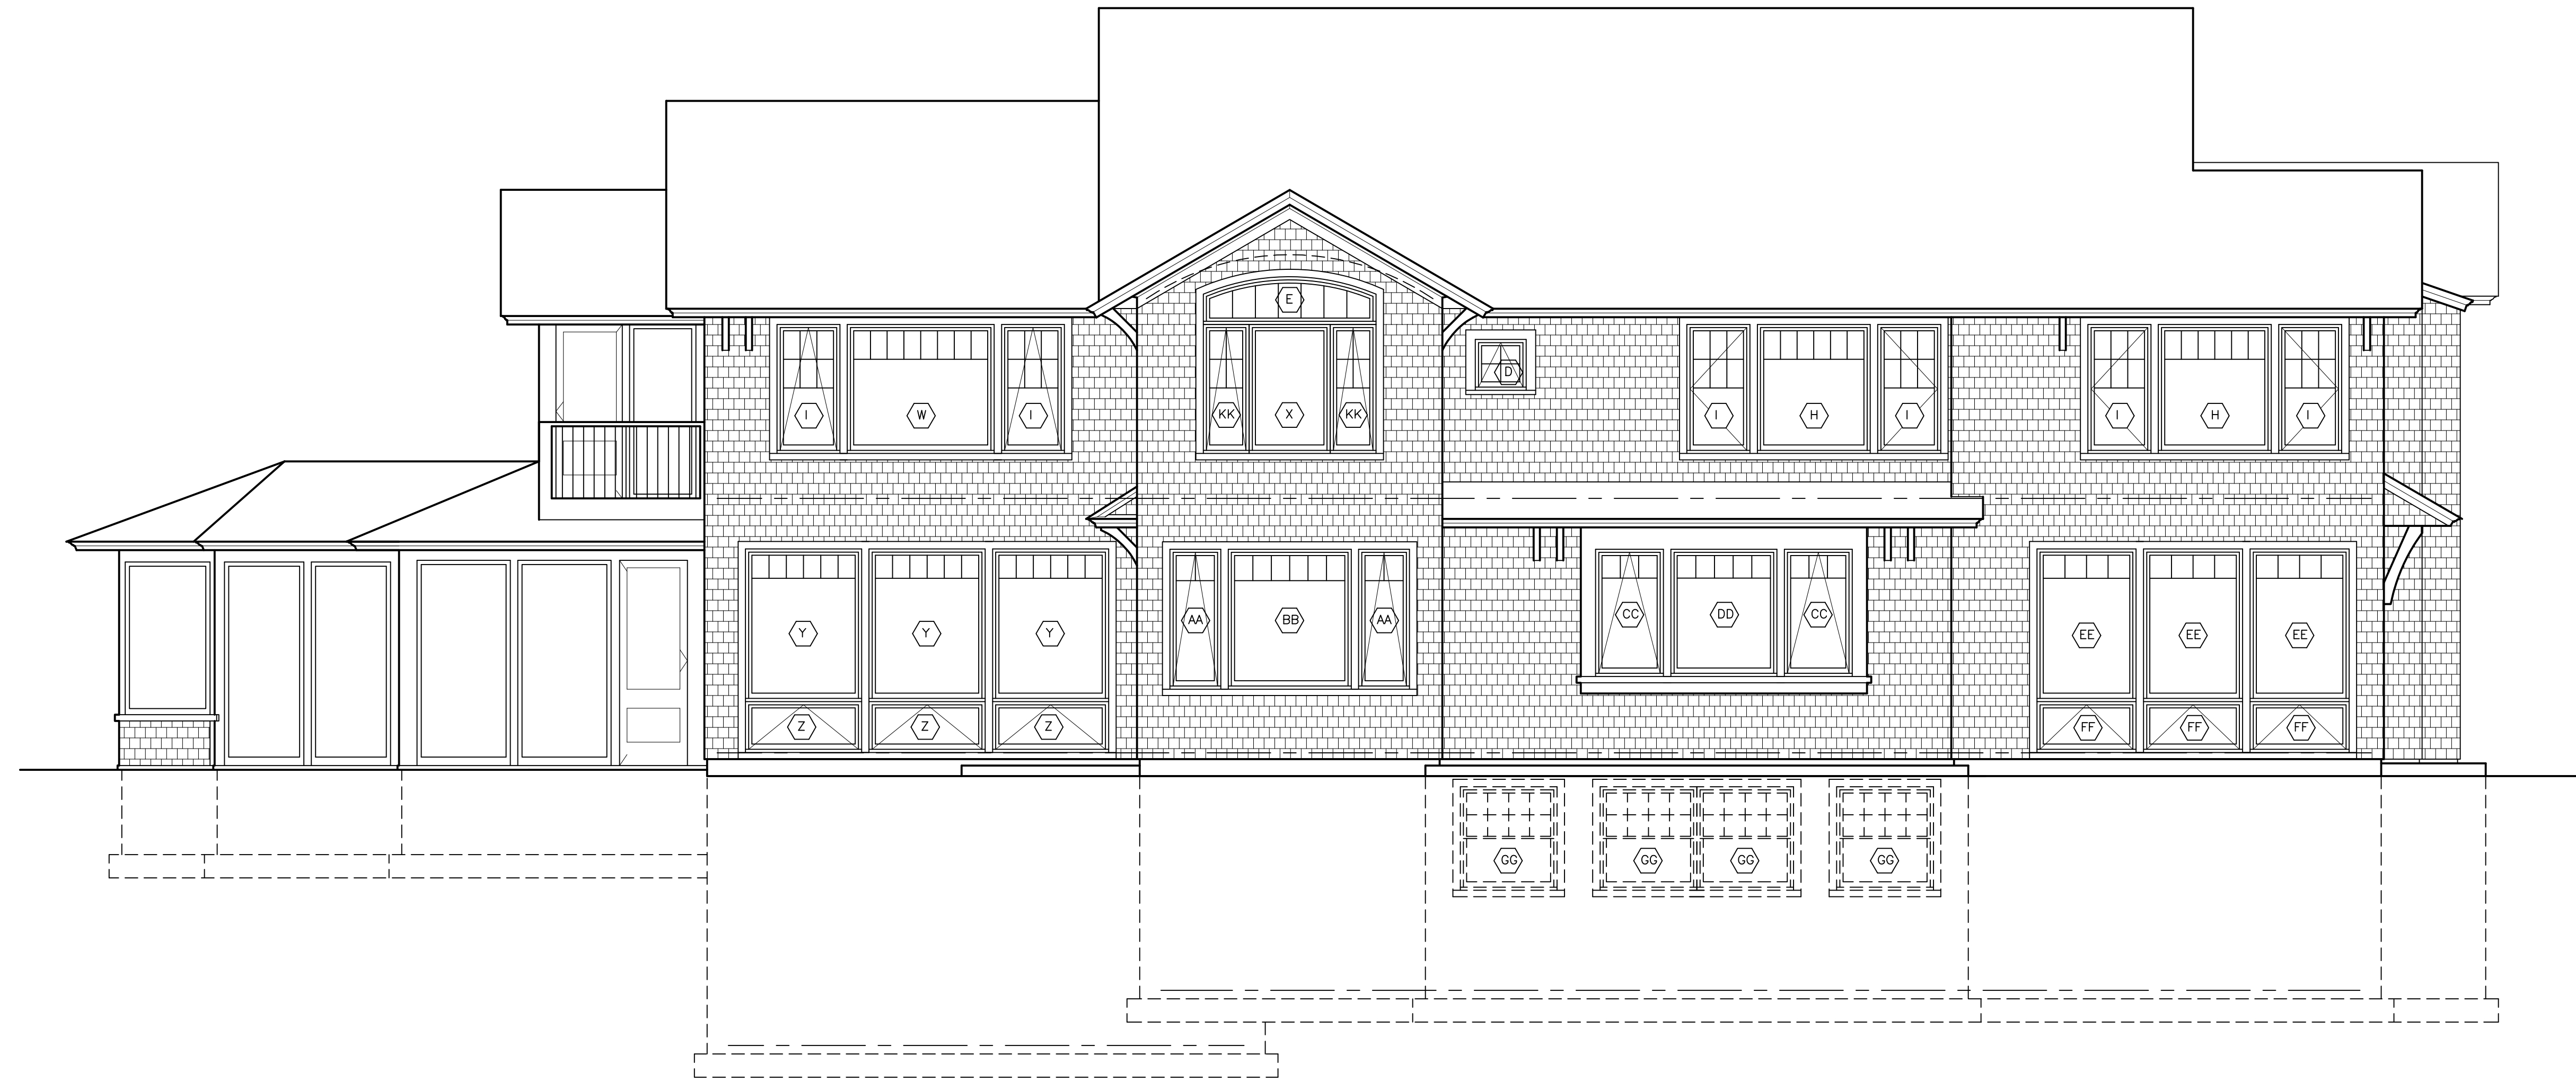 E
D
I W I KK X KK I H I I H I
AA BB AA CC DD CC
Y Y Y EE EE EE
Z Z Z FF FF FF
GG GG GG GG